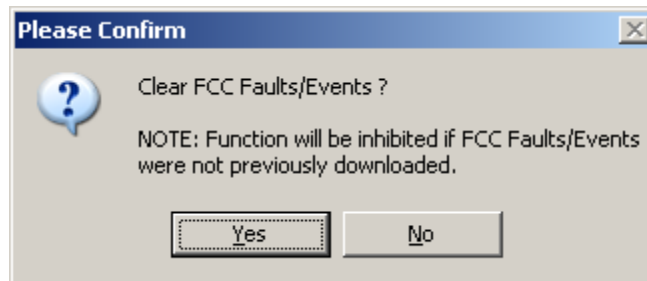 Please Confirm
Clear FCC Faults/Events ?
NOTE: Function will be inhibited if FCC Faults/Events
were not previously downloaded.
Yes
No